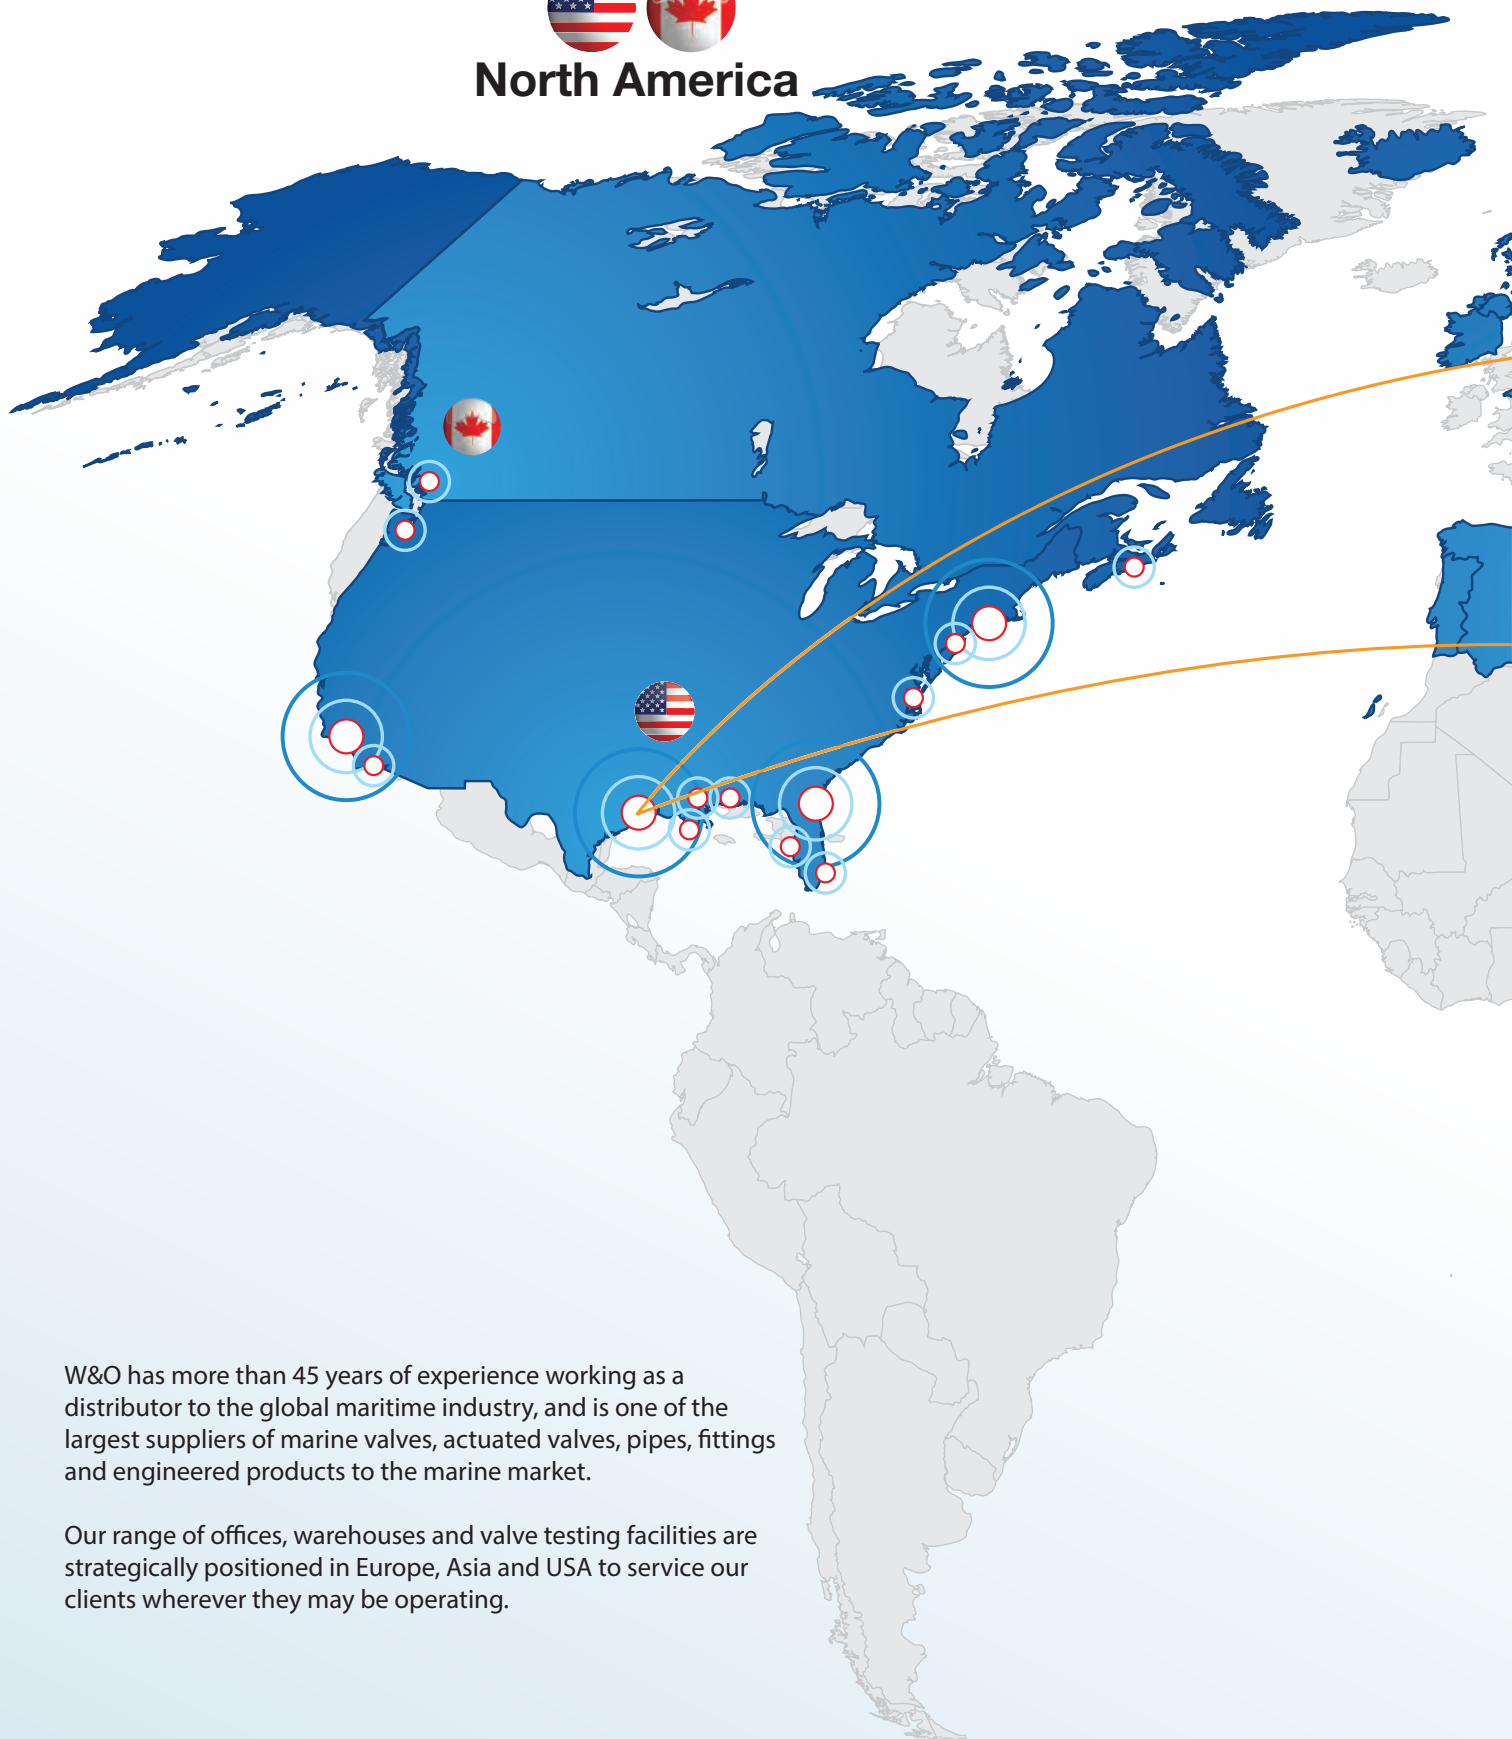 North America
W&O has more than 45 years of experience working as a
distributor to the global maritime industry, and is one of the
largest suppliers of marine valves, actuated valves, pipes, fittings
and engineered products to the marine market.
Our range of offices, warehouses and valve testing facilities are
strategically positioned in Europe, Asia and USA to service our
clients wherever they may be operating.